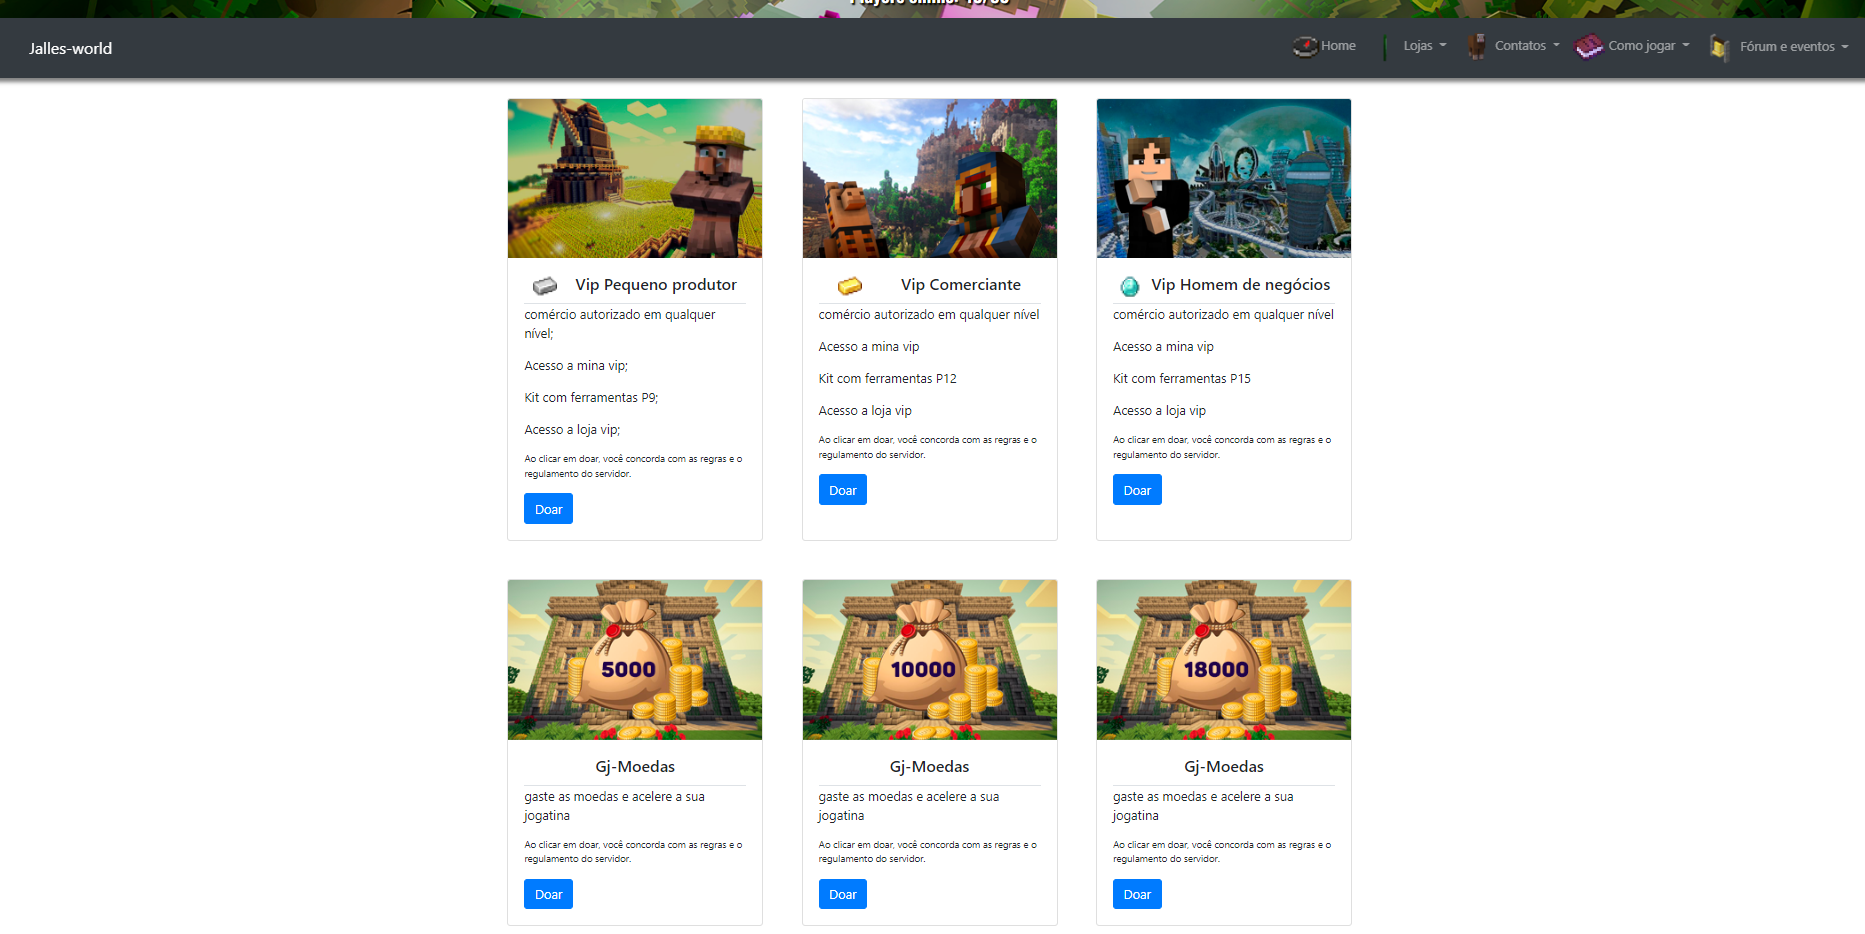 Jalles-world
Home
Lojas
Contatos
Como jogar
Fórum e eventos
Vip Pequeno produtor
comércio autorizado em qualquer
nível;
Acesso a mina vip;
Kit com ferramentas P9;
Acesso a loja vip;
Ao clicar em doar, você concorda com as regras e o
regulamento do servidor.
Doar
Vip Comerciante
comércio autorizado em qualquer nível
Acesso a mina vip
Kit com ferramentas P12
Acesso a loja vip
Ao clicar em doar, você concorda com as regras e o
regulamento do servidor.
Doar
Vip Homem de negócios
comércio autorizado em qualquer nível
Acesso a mina vip
Kit com ferramentas P15
Acesso a loja vip
Ao clicar em doar, você concorda com as regras e o
regulamento do servidor.
Doar
5000
Gj-Moedas
gaste as moedas e acelere a sua
jogatina
Ao clicar em doar, você concorda com as regras e o
regulamento do servidor.
Doar
10000
Gj-Moedas
gaste as moedas e acelere a sua
jogatina
Ao clicar em doar, você concorda com as regras e o
regulamento do servidor.
Doar
18000
Gj-Moedas
gaste as moedas e acelere a sua
jogatina
Ao clicar em doar, você concorda com as regras e o
regulamento do servidor.
Doar